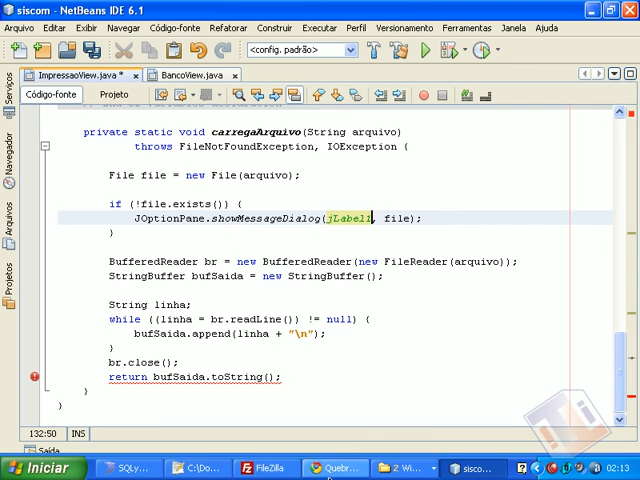 siscom - NetBeans IDE 6.1
Arquivo Editar Navegar Código-fonte Refatorar Construir Executar Perfil Versionamento Ferramentas Janela Ajuda
<config. padrão>
ImpressaoView.java * BancoView.java
Código-fonte Projeto
private static void carregaArquivo(String arquivo)
throws FileNotFoundException, IOException {
File file = new File(arquivo);
if (!file.exists()) {
JOptionPane.showMessageDialog(jLabel1, file);
}
BufferedReader br = new BufferedReader(new FileReader(arquivo));
StringBuffer bufSaida = new StringBuffer();
String linha;
while ((linha = br.readLine()) != null) {
bufSaida.append(linha + "\n");
}
br.close();
return bufSaida.toString();
}
}
Serviços
Navegador
Arquivos
Projetos
132:50 INS
Saída
Iniciar SQLy... C:\Do... FileZilla Quebr... 2 Wi... sisco... 02:13